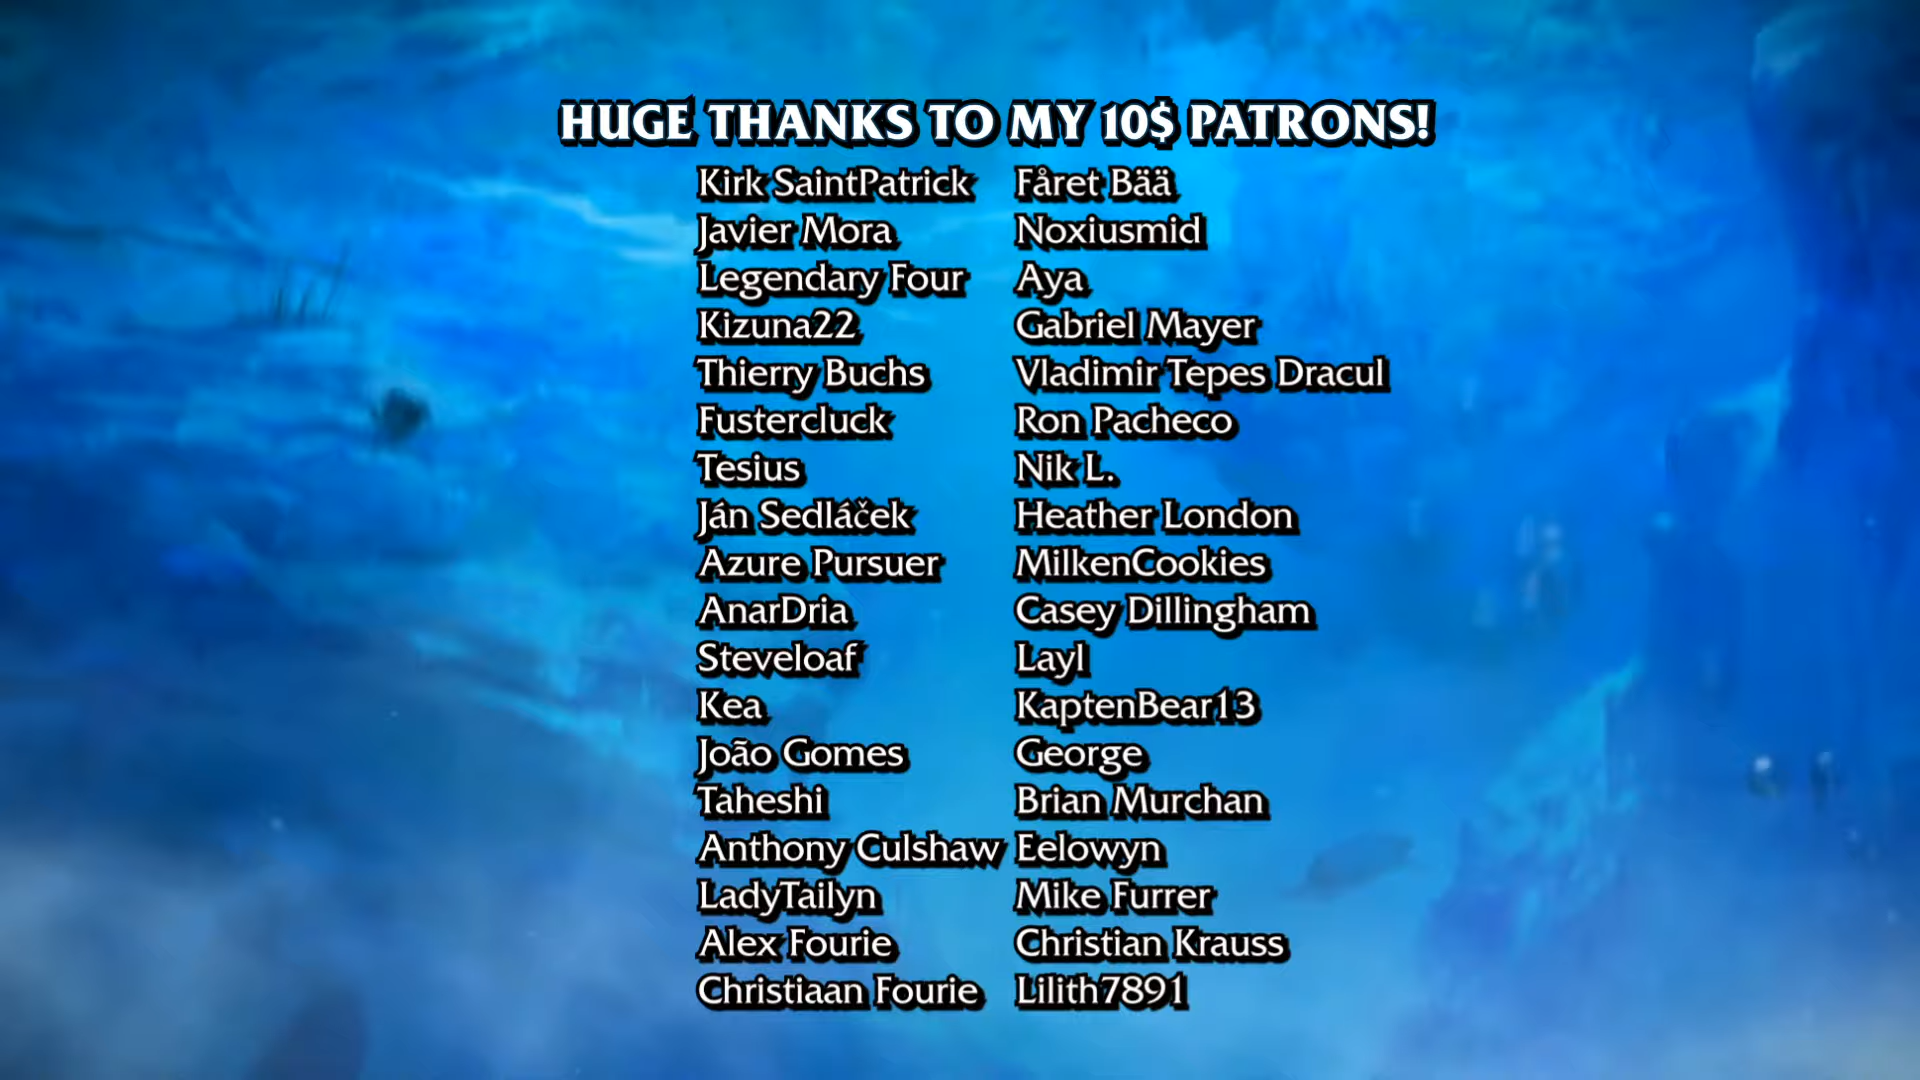 HUGE THANKS TO MY 10$ PATRONS!
Kirk SaintPatrick
Javier Mora
Legendary Four
Kizuna22
Thierry Buchs
Fustercluck
Tesius
Ján Sedláček
Azure Pursuer
AnarDria
Steveloaf
Kea
João Gomes
Taheshi
Anthony Culshaw
LadyTailyn
Alex Fourie
Christiaan Fourie
Fåret Bää
Noxiusmid
Aya
Gabriel Mayer
Vladimir Tepes Dracul
Ron Pacheco
Nik L.
Heather London
MilkenCookies
Casey Dillingham
Layl
KaptenBear13
George
Brian Murchan
Eelowyn
Mike Furrer
Christian Krauss
Lilith7891